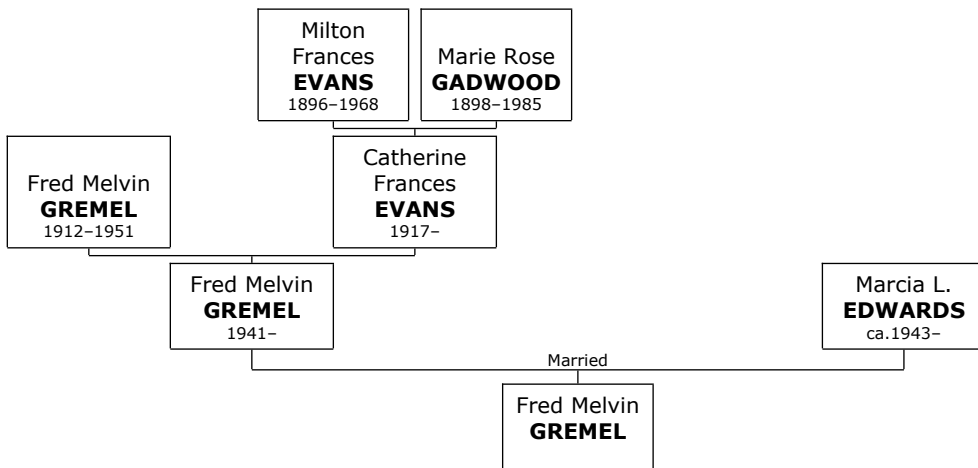 Milton
Frances
EVANS
1896–1968
Marie Rose
GADWOOD
1898–1985
Fred Melvin
GREMEL
1912–1951
Catherine
Frances
EVANS
1917–
Fred Melvin
GREMEL
1941–
Marcia L.
EDWARDS
ca.1943–
Married
Fred Melvin
GREMEL